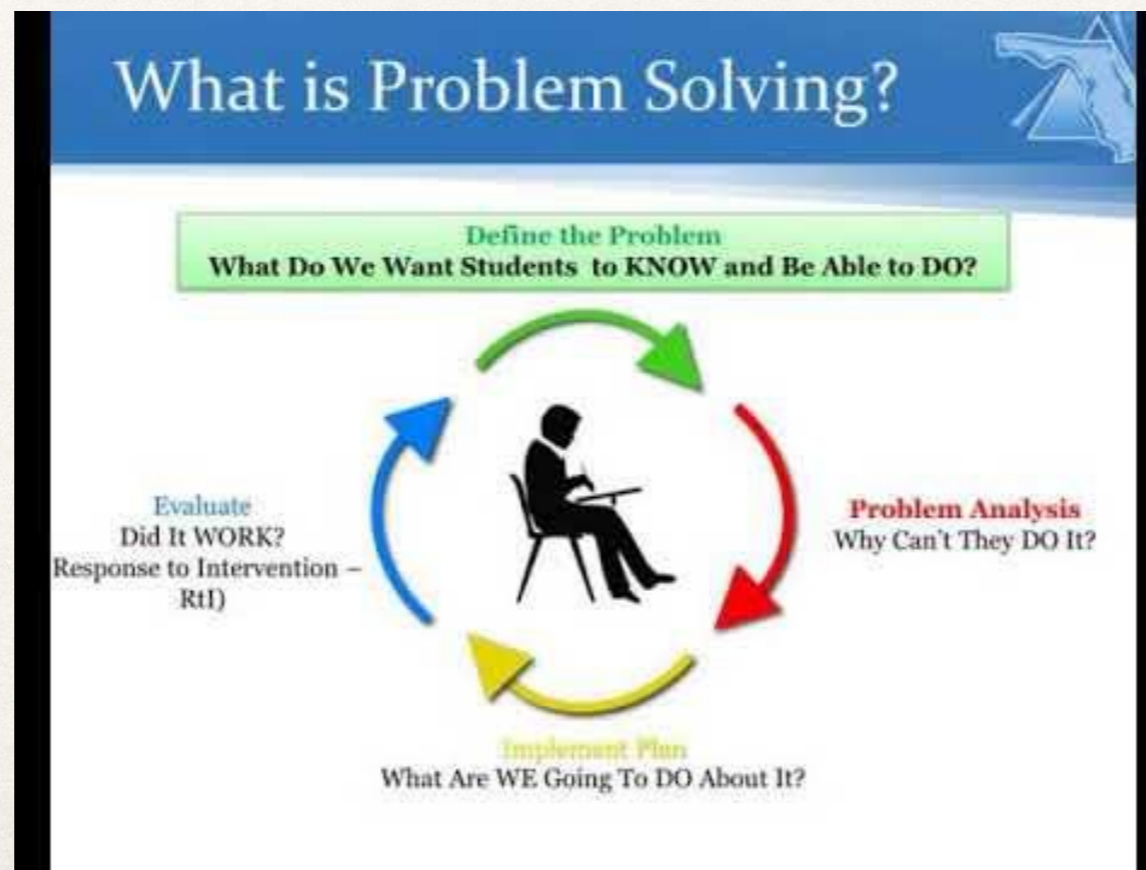 What is Problem Solving?
Define the Problem
What Do We Want Students to KNOW and Be Able to DO?
Problem Analysis
Why Can't They DO It?
Implement Plan
What Are WE Going To DO About It?
Evaluate
Did It WORK?
Response to Intervention –
RtI)